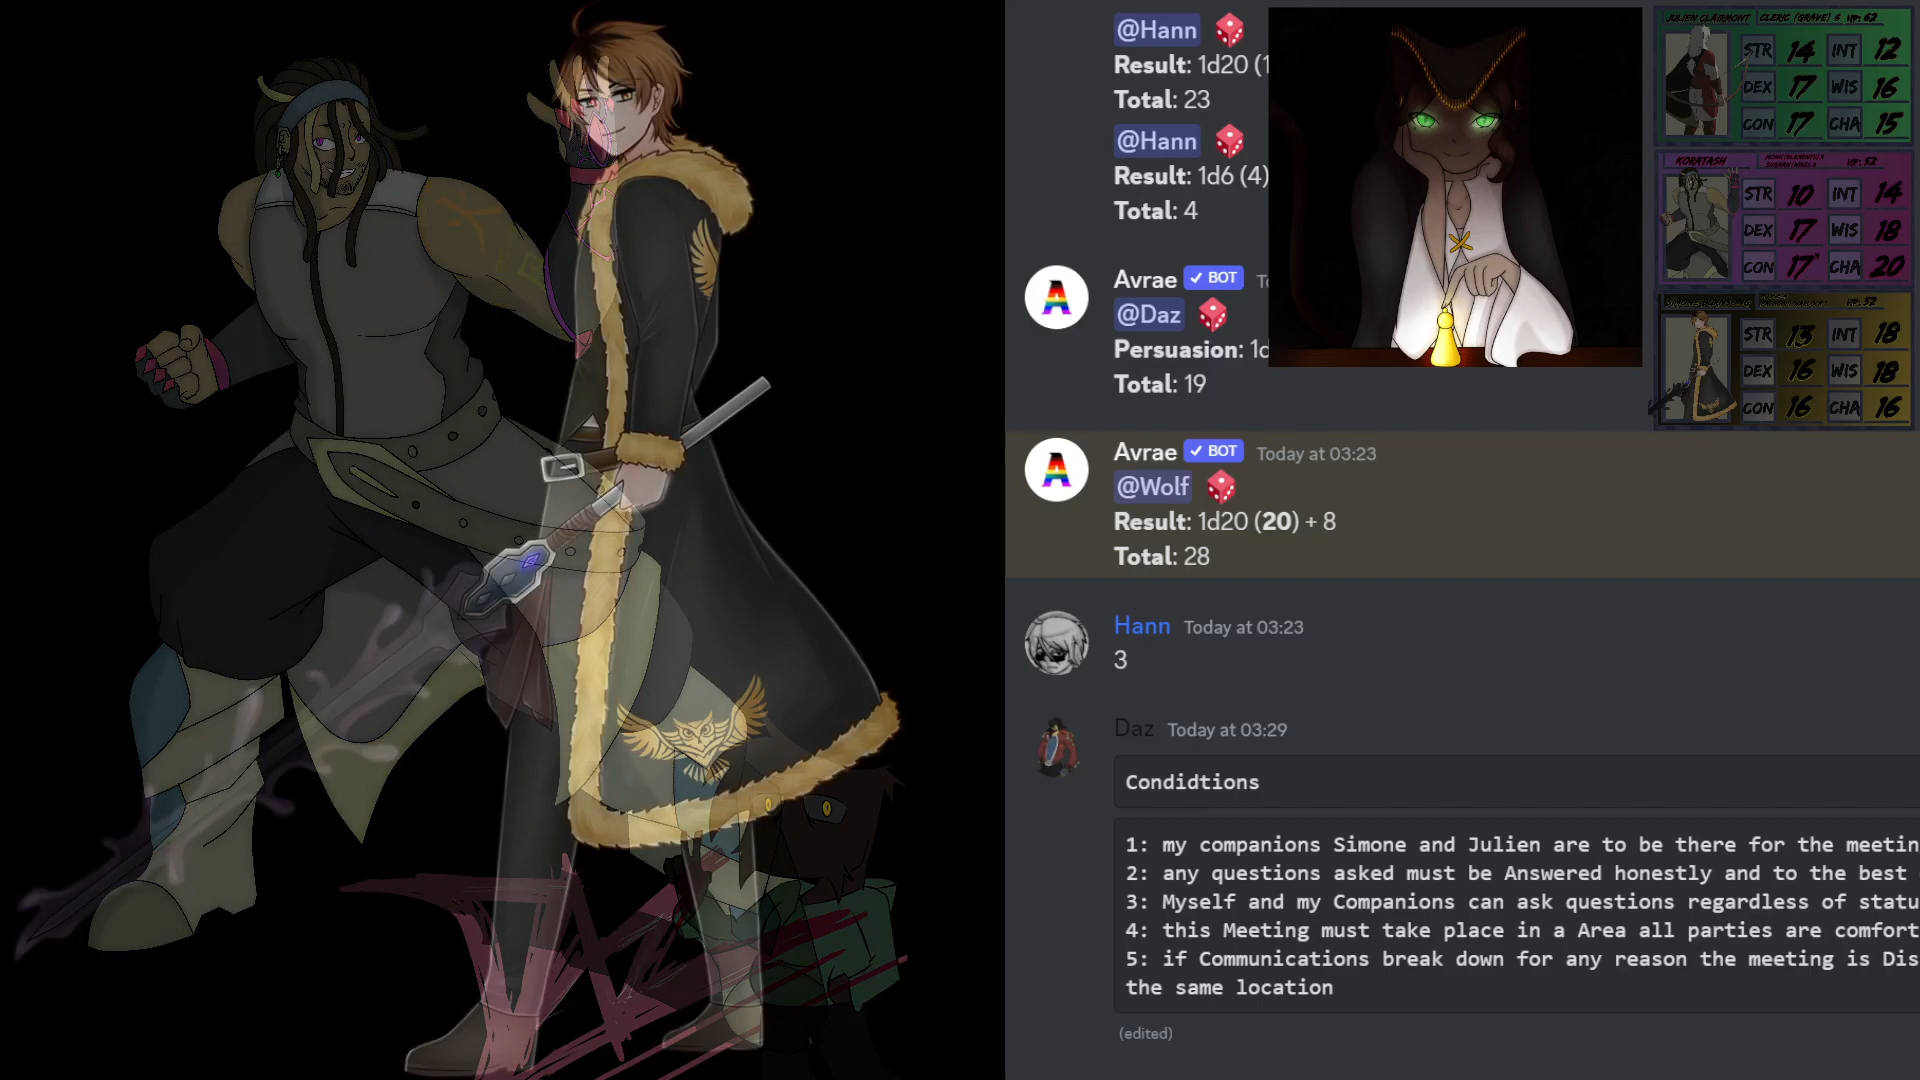 @Hann
Result: 1d20 (1
Total: 23
@Hann
Result: 1d6 (4)
Total: 4
Avrae ✓ BOT To
@Daz
Persuasion: 1d
Total: 19
Avrae ✓ BOT Today at 03:23
@Wolf
Result: 1d20 (20) + 8
Total: 28
Hann Today at 03:23
3
Daz Today at 03:29
Condidtions
1: my companions Simone and Julien are to be there for the meetin
2: any questions asked must be Answered honestly and to the best
3: Myself and my Companions can ask questions regardless of statu
4: this Meeting must take place in a Area all parties are comfort
5: if Communications break down for any reason the meeting is Dis
the same location
(edited)
JULIEN CLAIRMONT CLERIC (GRAVE) 6 HP: 62
STR 14 INT 12
DEX 17 WIS 16
CON 17 CHA 15
KORATASH HP: 52
STR 10 INT 14
DEX 17 WIS 18
CON 17 CHA 20
SIMONE HP: 52
STR 13 INT 18
DEX 16 WIS 18
CON 16 CHA 16